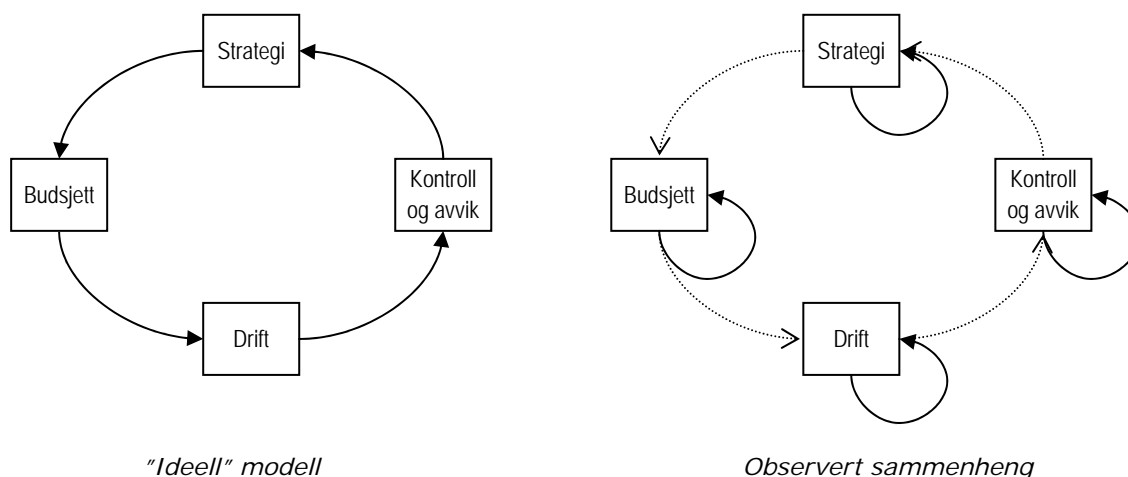 Strategi
Budsjett
Kontroll
og avvik
Drift
"Ideell" modell
Strategi
Budsjett
Kontroll
og avvik
Drift
Observert sammenheng